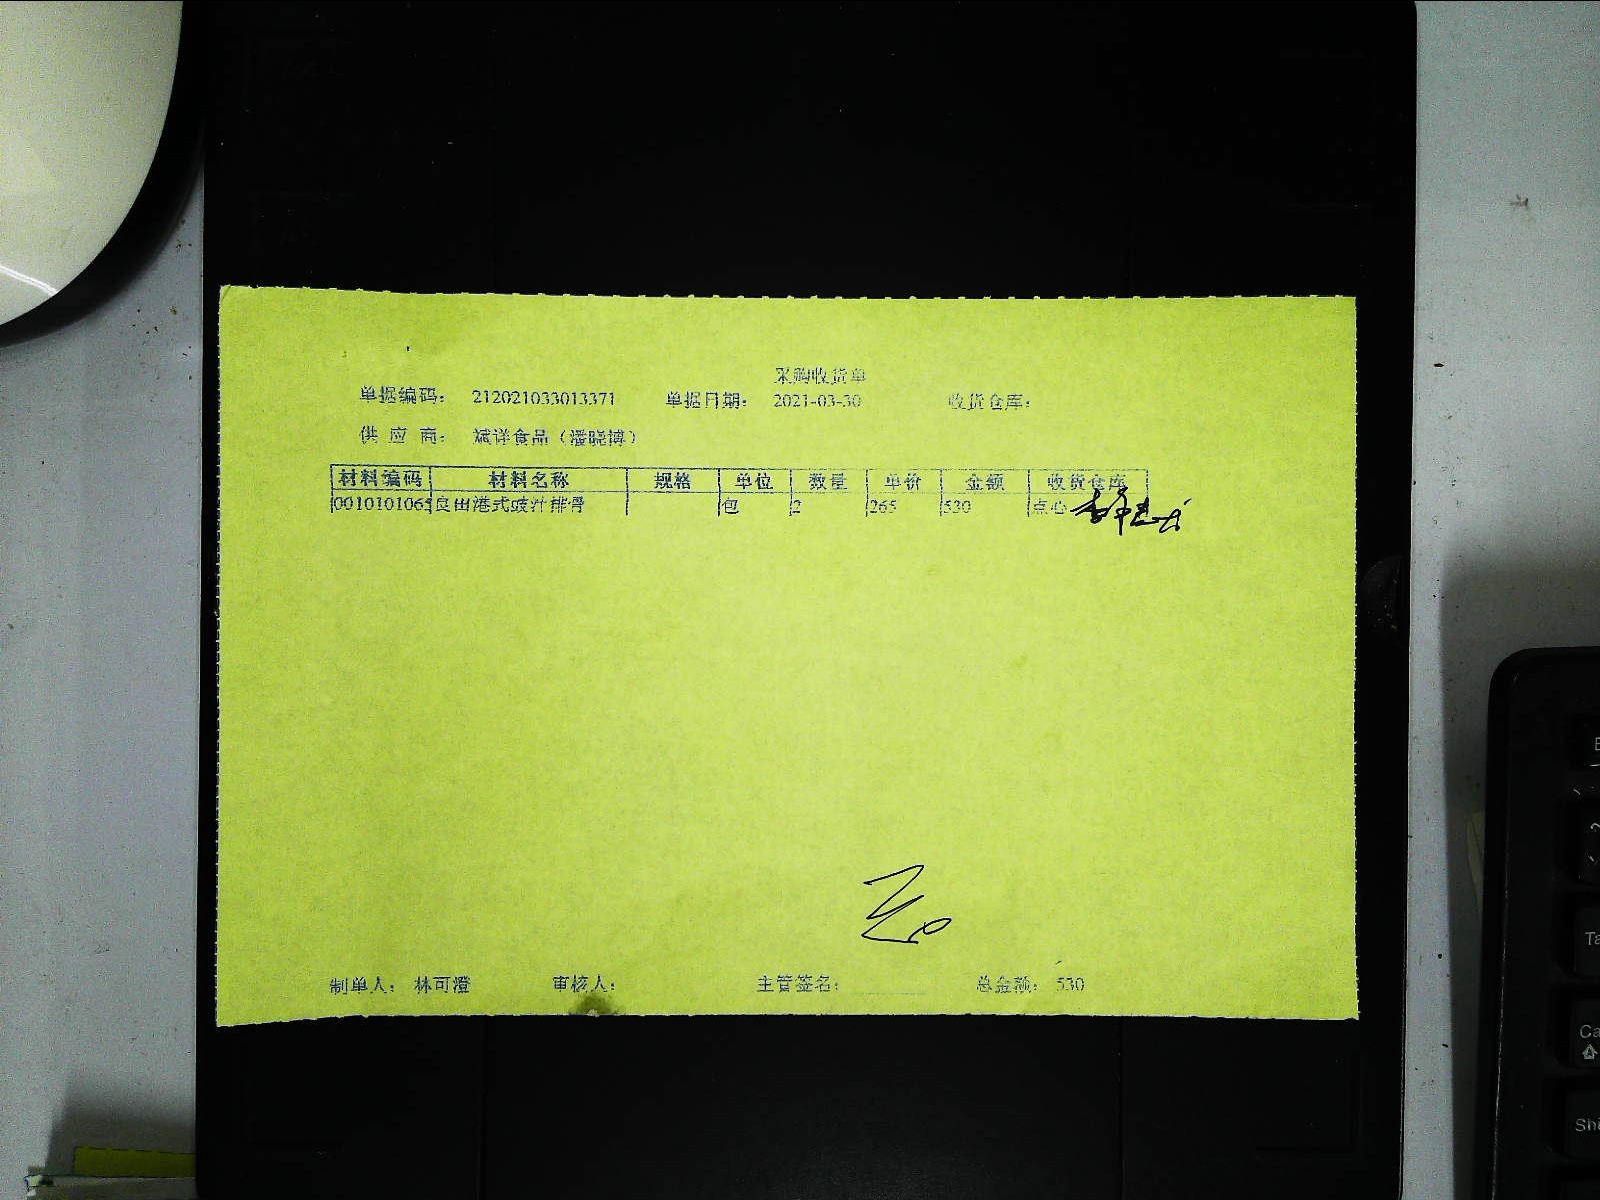 采购收货单
单据编码： 212021033013371 单据日期： 2021-03-30 收货仓库：
供 应 商： 斌详食品（潘晓博）
材料编码 材料名称 规格 单位 数量 单价 金额 收货仓库
0010101065 良田港式豉汁排骨 包 2 265 530 点心
制单人： 林可澄 审核人： 主管签名： 总金额： 530